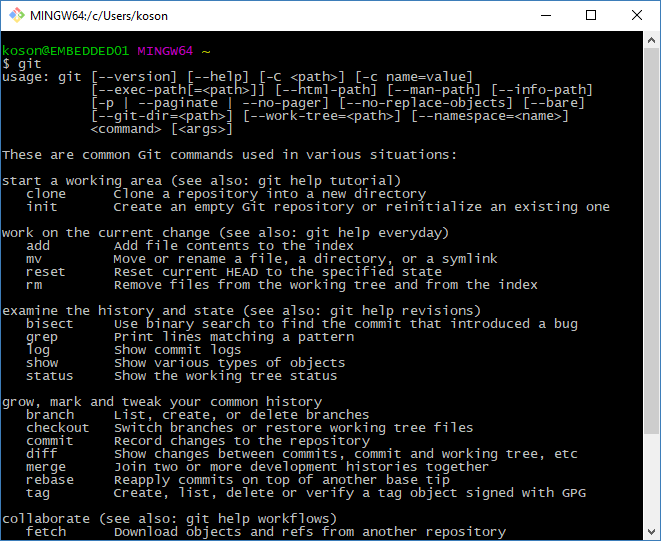 MINGW64:/c/Users/koson
koson@EMBEDDED01 MINGW64 ~
$ git
usage: git [--version] [--help] [-C <path>] [-c name=value]
           [--exec-path[=<path>]] [--html-path] [--man-path] [--info-path]
           [-p | --paginate | --no-pager] [--no-replace-objects] [--bare]
           [--git-dir=<path>] [--work-tree=<path>] [--namespace=<name>]
           <command> [<args>]
These are common Git commands used in various situations:
start a working area (see also: git help tutorial)
   clone      Clone a repository into a new directory
   init       Create an empty Git repository or reinitialize an existing one
work on the current change (see also: git help everyday)
   add        Add file contents to the index
   mv         Move or rename a file, a directory, or a symlink
   reset      Reset current HEAD to the specified state
   rm         Remove files from the working tree and from the index
examine the history and state (see also: git help revisions)
   bisect     Use binary search to find the commit that introduced a bug
   grep       Print lines matching a pattern
   log        Show commit logs
   show       Show various types of objects
   status     Show the working tree status
grow, mark and tweak your common history
   branch     List, create, or delete branches
   checkout   Switch branches or restore working tree files
   commit     Record changes to the repository
   diff       Show changes between commits, commit and working tree, etc
   merge      Join two or more development histories together
   rebase     Reapply commits on top of another base tip
   tag        Create, list, delete or verify a tag object signed with GPG
collaborate (see also: git help workflows)
   fetch      Download objects and refs from another repository